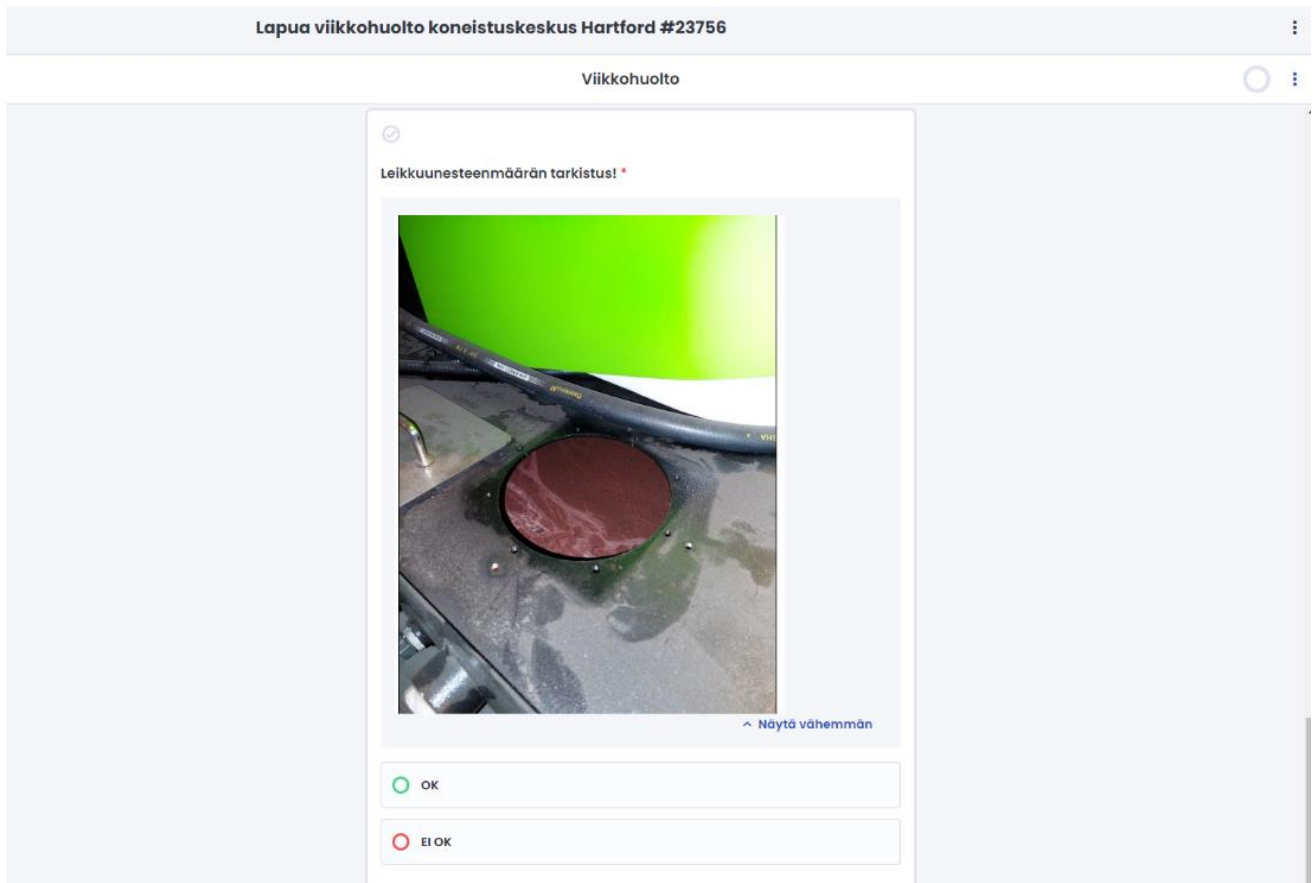 Lapua viikkohuolto koneistuskeskus Hartford #23756
Viikkohuolto
Leikkuunesteenmäärän tarkistus! *
Näytä vähemmän
OK
EI OK